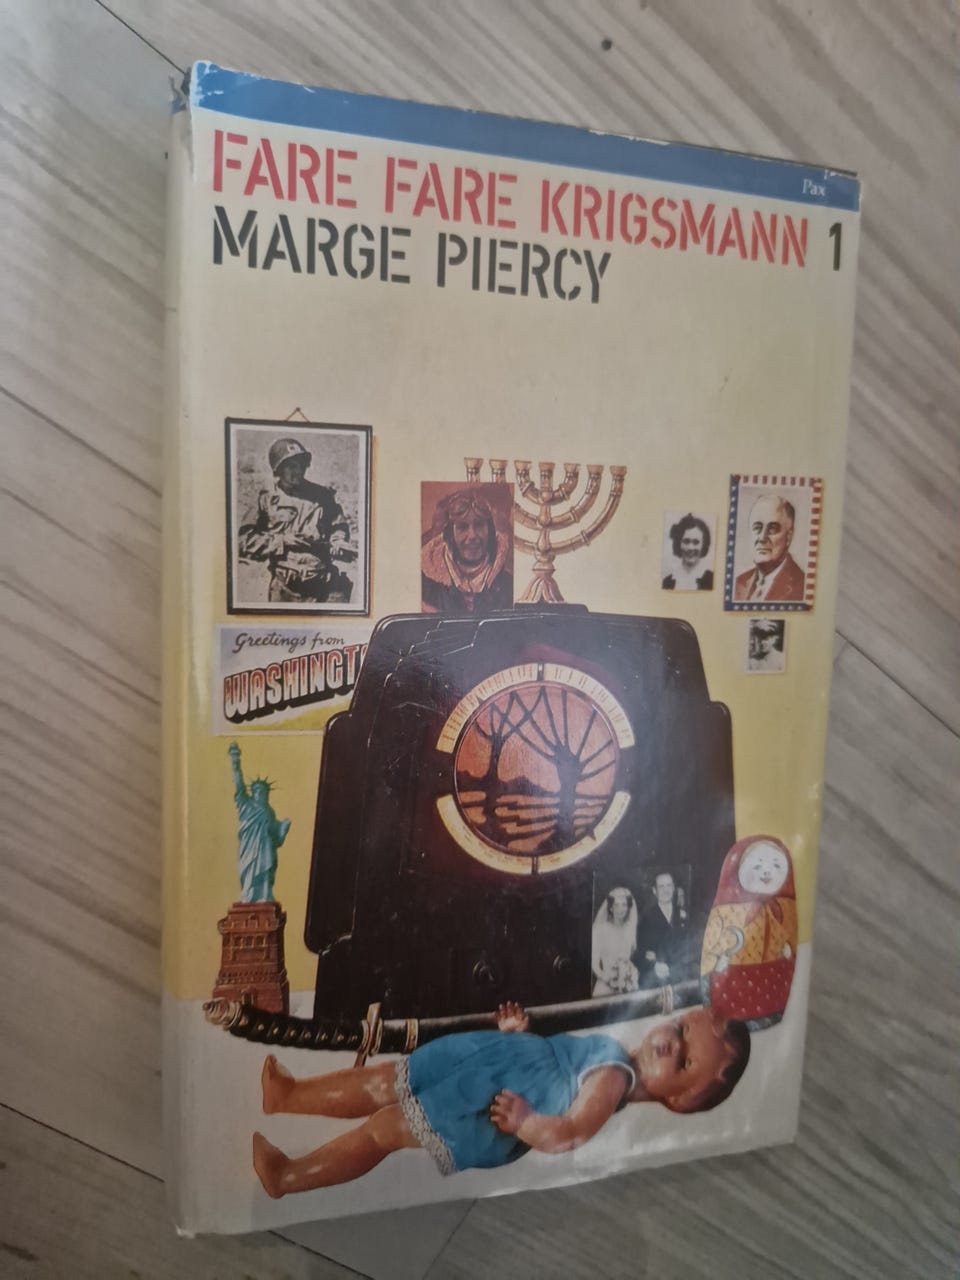 Pax
FARE FARE KRIGSMANN 1
MARGE PIERCY
Greetings from